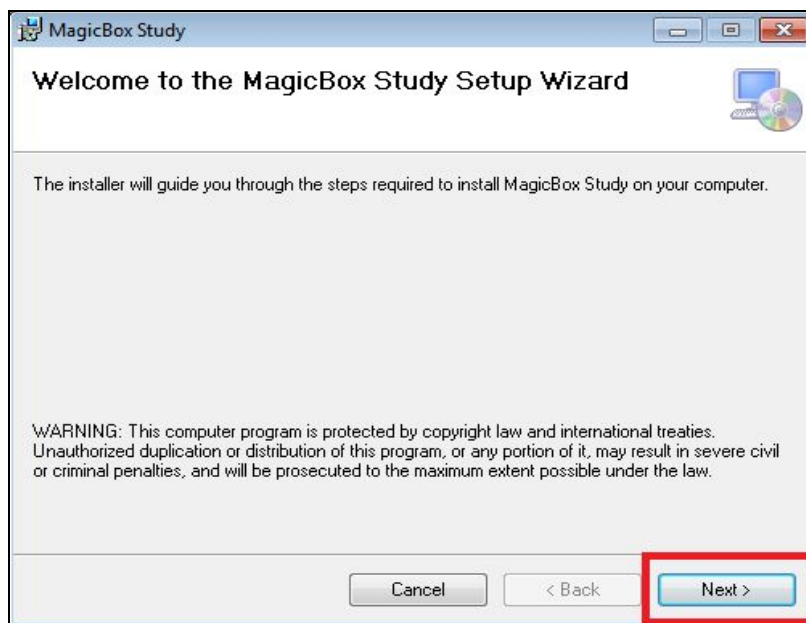 MagicBox Study
Welcome to the MagicBox Study Setup Wizard
The installer will guide you through the steps required to install MagicBox Study on your computer.
WARNING: This computer program is protected by copyright law and international treaties.
Unauthorized duplication or distribution of this program, or any portion of it, may result in severe civil
or criminal penalties, and will be prosecuted to the maximum extent possible under the law.
Cancel < Back Next >